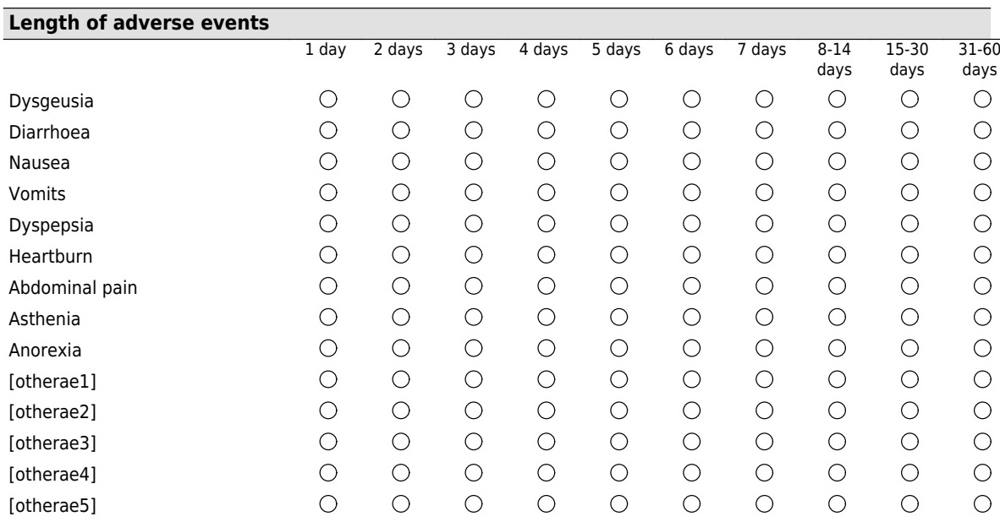 Length of adverse events
1 day 2 days 3 days 4 days 5 days 6 days 7 days 8-14 15-30 31-60
days days days
Dysgeusia
Diarrhoea
Nausea
Vomits
Dyspepsia
Heartburn
Abdominal pain
Asthenia
Anorexia
[otherae1]
[otherae2]
[otherae3]
[otherae4]
[otherae5]